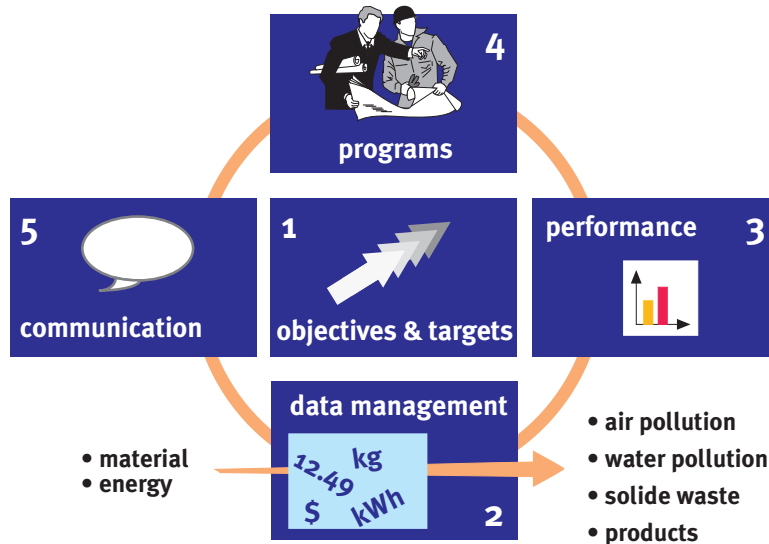 4
programs
5
communication
1
objectives & targets
performance 3
data management
12.49
kg
$
kWh
2
• material
• energy
• air pollution
• water pollution
• solide waste
• products